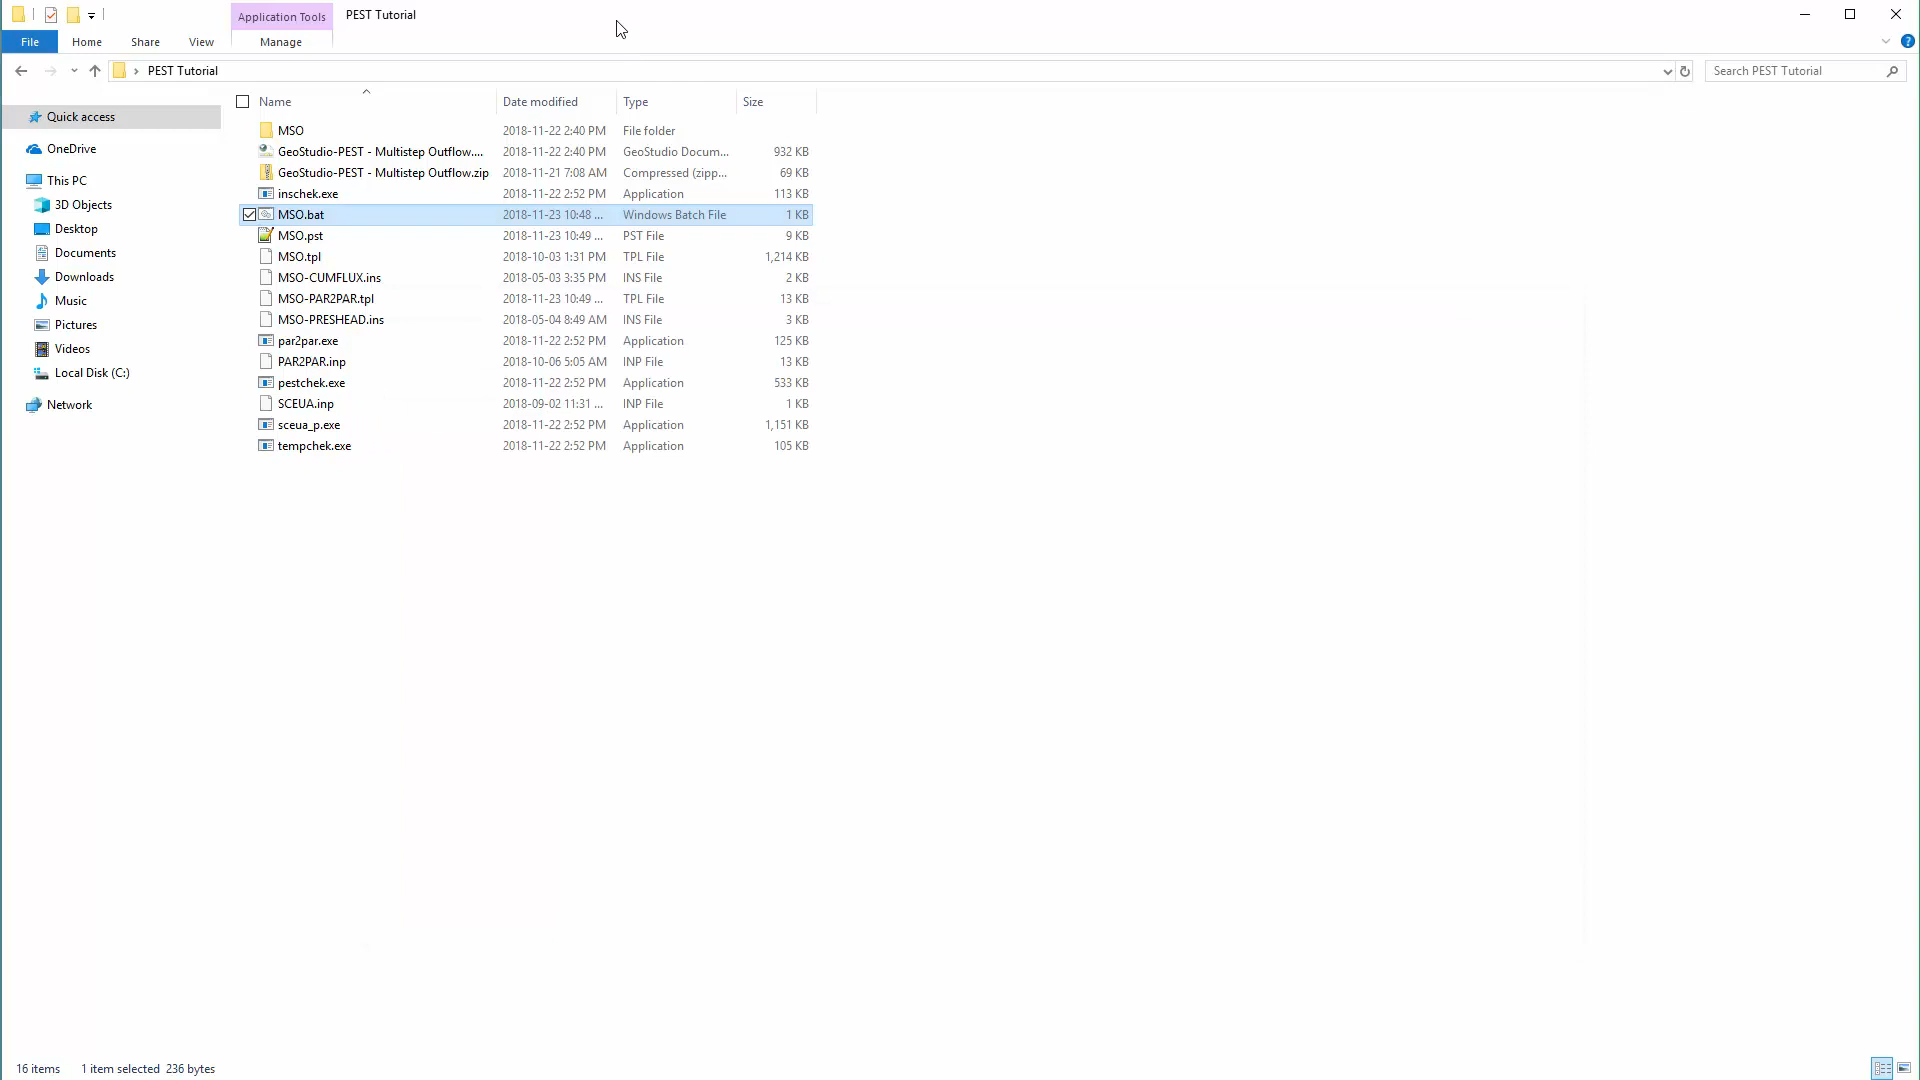 Application Tools
PEST Tutorial
File
Home
Share
View
Manage
PEST Tutorial
Search PEST Tutorial
Name
Date modified
Type
Size
Quick access
OneDrive
This PC
3D Objects
Desktop
Documents
Downloads
Music
Pictures
Videos
Local Disk (C:)
Network
MSO 2018-11-22 2:40 PM File folder
GeoStudio-PEST - Multistep Outflow.... 2018-11-22 2:40 PM GeoStudio Docum... 932 KB
GeoStudio-PEST - Multistep Outflow.zip 2018-11-21 7:08 AM Compressed (zipp... 69 KB
inschek.exe 2018-11-22 2:52 PM Application 113 KB
MSO.bat 2018-11-23 10:48 ... Windows Batch File 1 KB
MSO.pst 2018-11-23 10:49 ... PST File 9 KB
MSO.tpl 2018-10-03 1:31 PM TPL File 1,214 KB
MSO-CUMFLUX.ins 2018-05-03 3:35 PM INS File 2 KB
MSO-PAR2PAR.tpl 2018-11-23 10:49 ... TPL File 13 KB
MSO-PRESHEAD.ins 2018-05-04 8:49 AM INS File 3 KB
par2par.exe 2018-11-22 2:52 PM Application 125 KB
PAR2PAR.inp 2018-10-06 5:05 AM INP File 13 KB
pestchek.exe 2018-11-22 2:52 PM Application 533 KB
SCEUA.inp 2018-09-02 11:31 ... INP File 1 KB
sceua_p.exe 2018-11-22 2:52 PM Application 1,151 KB
tempchek.exe 2018-11-22 2:52 PM Application 105 KB
16 items 1 item selected 236 bytes